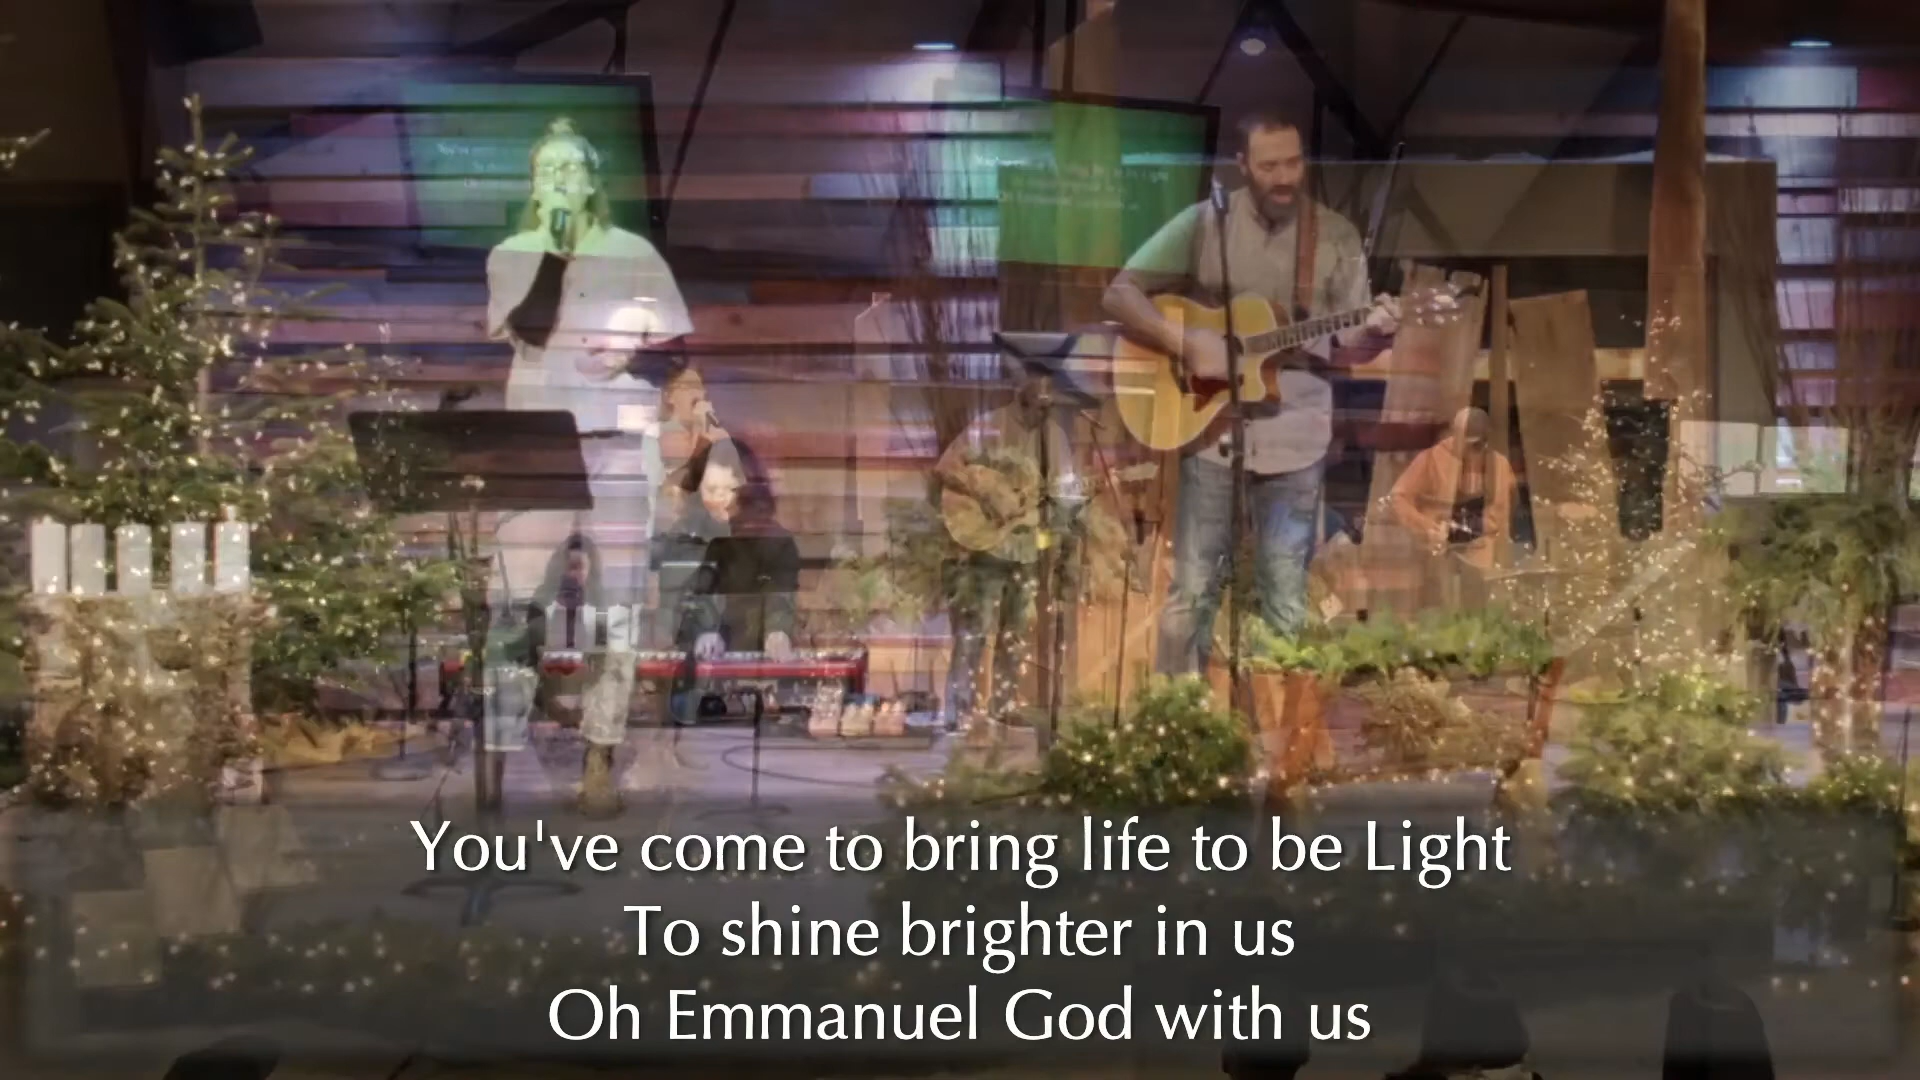 You've come to bring life to be Light
To shine brighter in us
Oh Emmanuel God with us